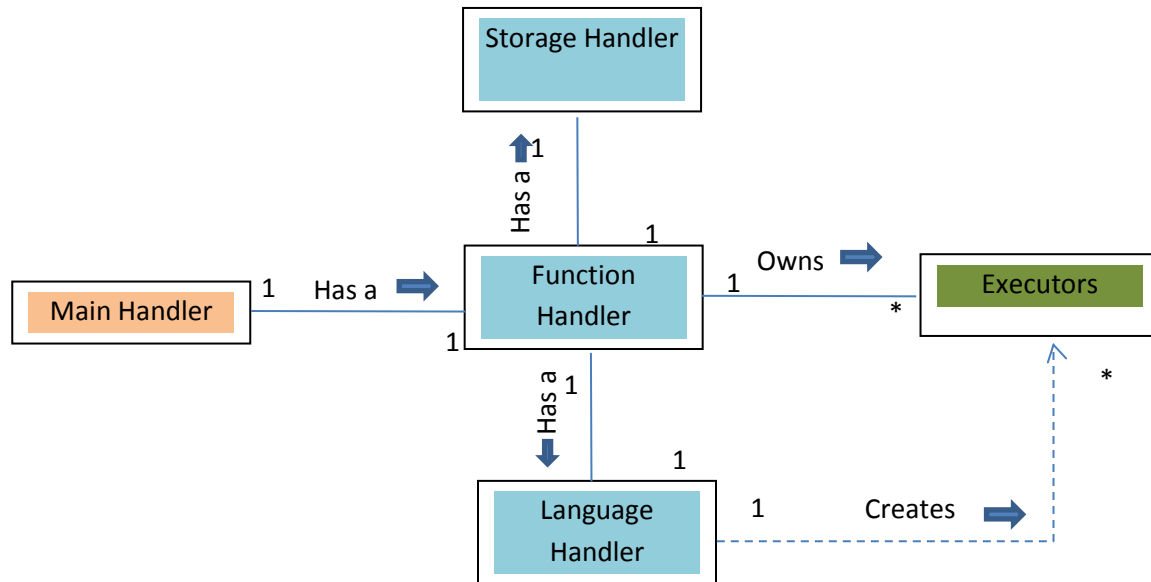 Storage Handler
1
Has a
1
Function
Handler
Owns
1
*
Executors
Main Handler
1
Has a
1
*
Has a
1
1
Language
Handler
1
Creates